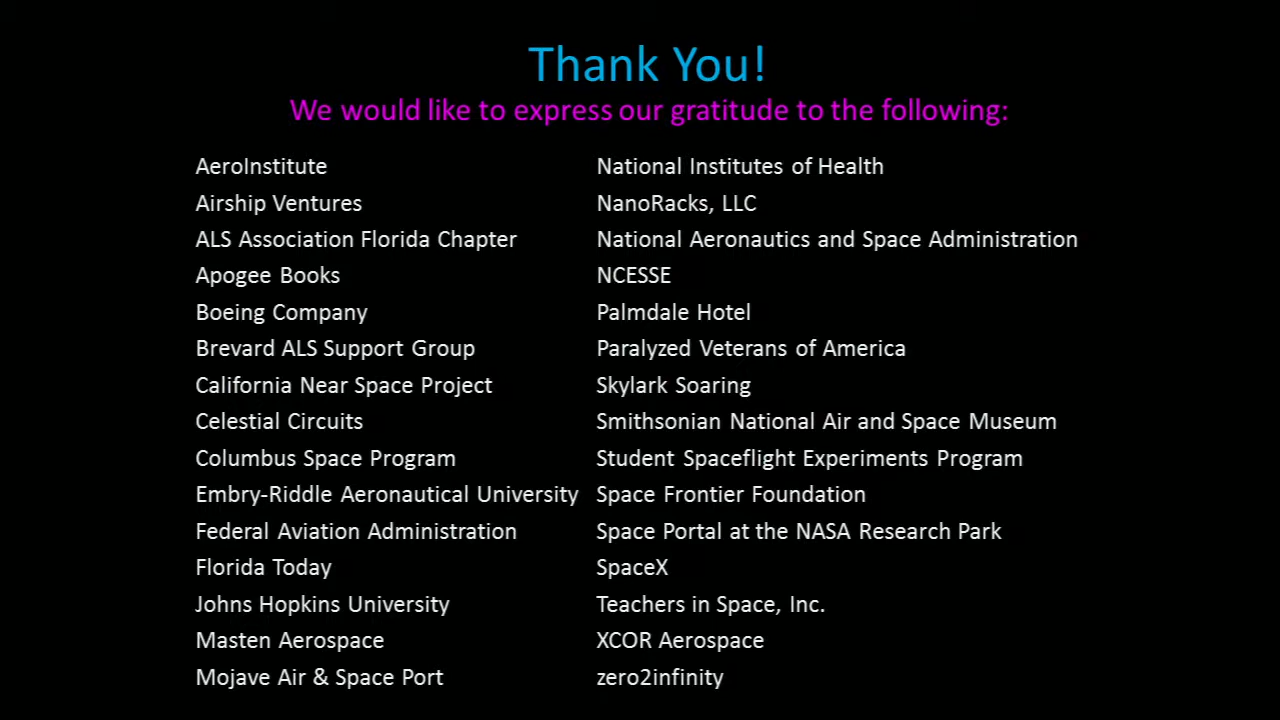 Thank You!
We would like to express our gratitude to the following:
AeroInstitute
Airship Ventures
ALS Association Florida Chapter
Apogee Books
Boeing Company
Brevard ALS Support Group
California Near Space Project
Celestial Circuits
Columbus Space Program
Embry-Riddle Aeronautical University
Federal Aviation Administration
Florida Today
Johns Hopkins University
Masten Aerospace
Mojave Air & Space Port
National Institutes of Health
NanoRacks, LLC
National Aeronautics and Space Administration
NCESSE
Palmdale Hotel
Paralyzed Veterans of America
Skylark Soaring
Smithsonian National Air and Space Museum
Student Spaceflight Experiments Program
Space Frontier Foundation
Space Portal at the NASA Research Park
SpaceX
Teachers in Space, Inc.
XCOR Aerospace
zero2infinity